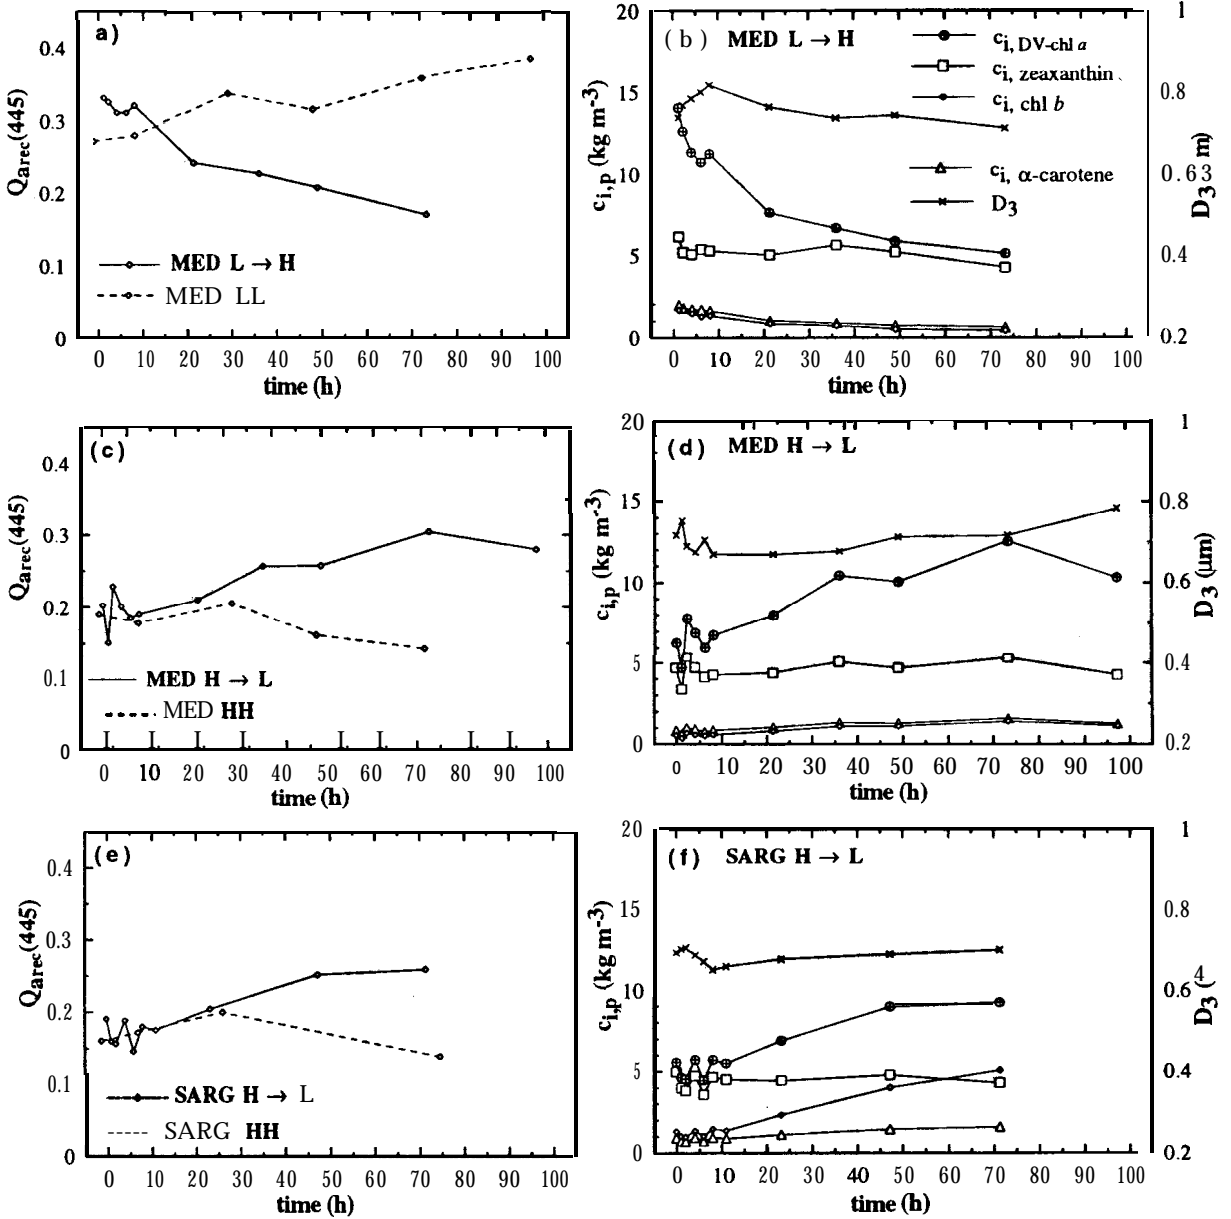 a)
0.4
0.3
0.2
0.1
0
Qarec(445)
MED L → H
MED LL
0 10 20 30 40 50 60 70 80 90 100
time (h)
(b) MED L → H
20
15
10
5
0
ci,p (kg m-3)
ci, DV-chl a
ci, zeaxanthin
ci, chl b
ci, α-carotene
D3
1
0.8
0.63
0.4
0.2
D3 m)
0 10 20 30 40 50 60 70 80 90 100
time (h)
(c)
0.4
0.3
0.2
0.1
0
Qarec(445)
MED H → L
MED HH
0 10 20 30 40 50 60 70 80 90 100
time (h)
(d) MED H → L
20
15
10
5
0
ci,p (kg m-3)
1
0.8
0.6
0.4
0.2
D3 (μm)
0 10 20 30 40 50 60 70 80 90 100
time (h)
(e)
0.4
0.3
0.2
0.1
0
Qarec(445)
SARG H → L
SARG HH
0 10 20 30 40 50 60 70 80 90 100
time (h)
(f) SARG H → L
20
15
10
5
0
ci,p (kg m-3)
1
0.8
0.6
0.4
0.2
D3 (4
0 10 20 30 40 50 60 70 80 90 100
time (h)